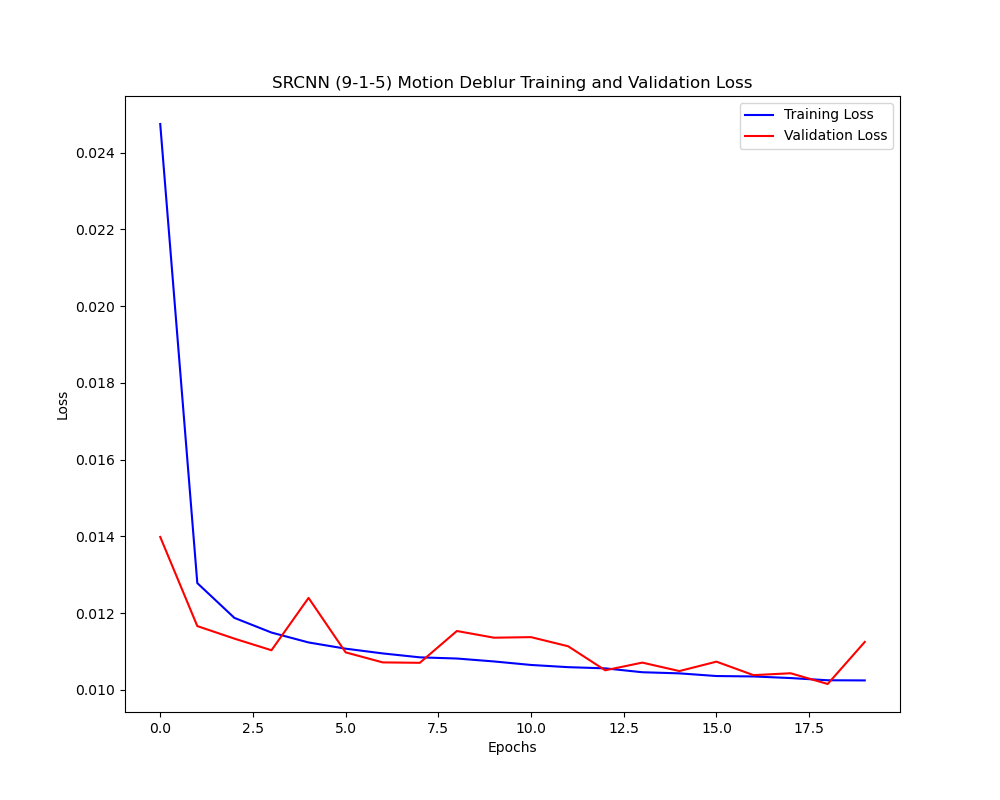 SRCNN (9-1-5) Motion Deblur Training and Validation Loss
Training Loss
Validation Loss
Loss
0.024
0.022
0.020
0.018
0.016
0.014
0.012
0.010
0.0 2.5 5.0 7.5 10.0 12.5 15.0 17.5
Epochs